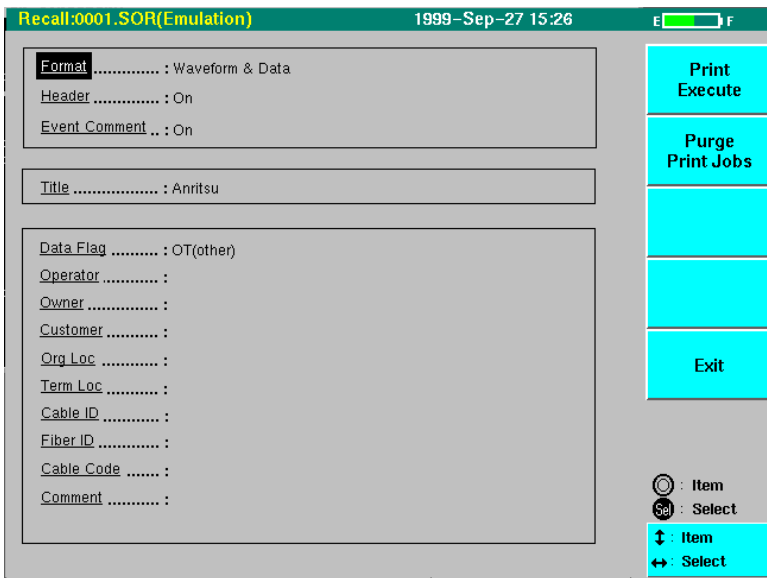 Recall:0001.SOR(Emulation) 1999-Sep-27 15:26 E F
Format ............. : Waveform & Data
Header ............. : On
Event Comment .. : On
Title .................. : Anritsu
Data Flag .......... : OT(other)
Operator ........... :
Owner ............... :
Customer ........... :
Org Loc ............ :
Term Loc ........... :
Cable ID ............ :
Fiber ID ............. :
Cable Code ....... :
Comment ........... :
Print
Execute
Purge
Print Jobs
Exit
: Item
Sel : Select
↕ : Item
↔ : Select